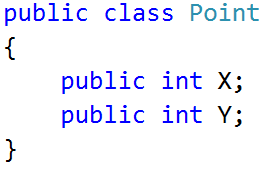 public class Point
{
    public int X;
    public int Y;
}